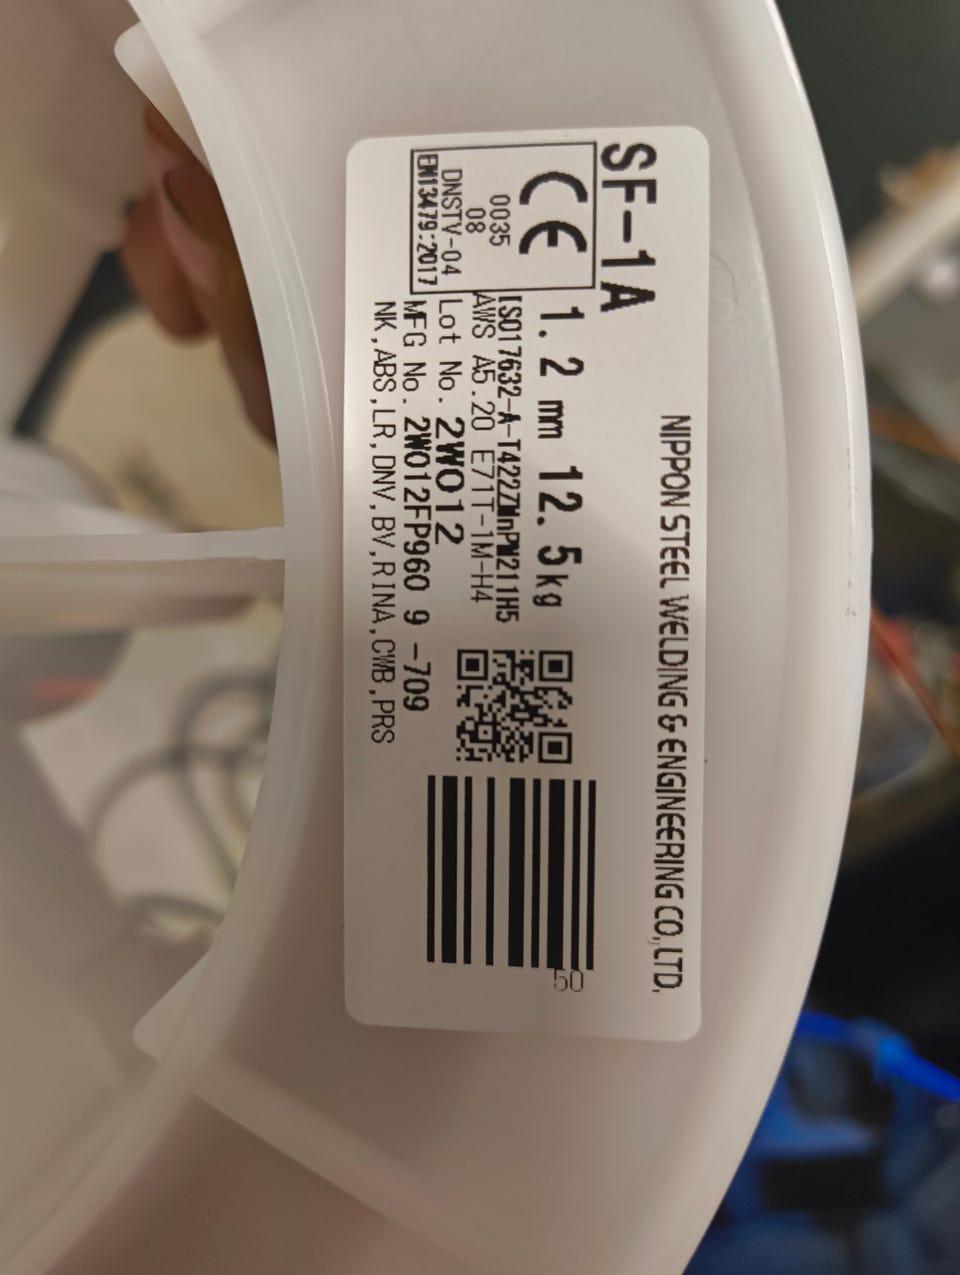 NIPPON STEEL WELDING & ENGINEERING CO.,LTD.
SF-1A
1.2 mm 12.5kg
CE
0035
08
DNSTV-04
EN13479:2017
ISO17632-A-T422ZMnPM211H5
AWS A5.20 E71T-1M-H4
Lot No. 2W012
MFG No. 2W012FP960 9 -709
NK,ABS,LR,DNV,BV,RINA,CWB,PRS
50